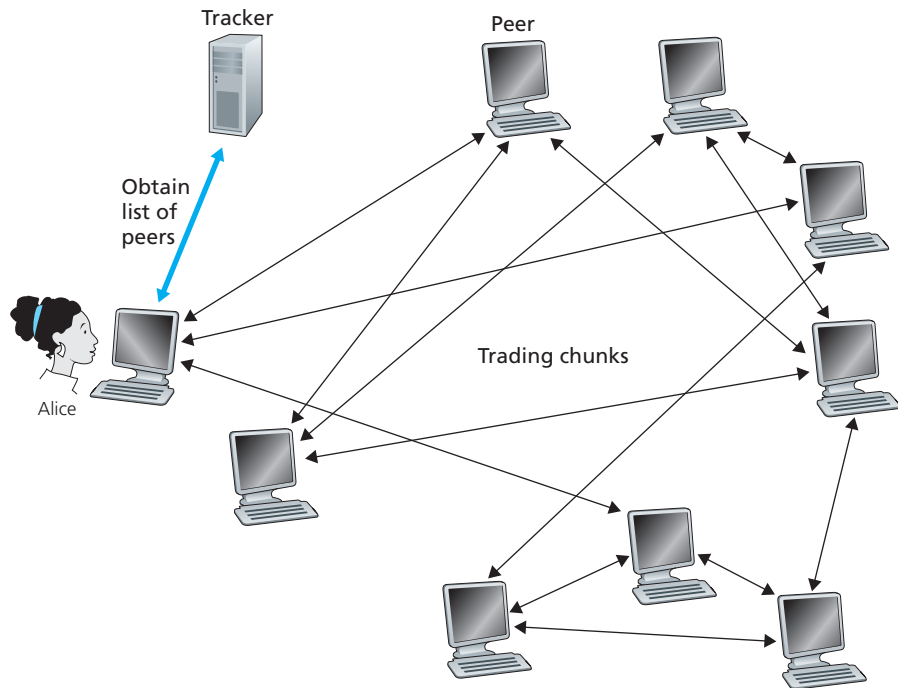 Tracker
Peer
Obtain
list of
peers
Trading chunks
Alice